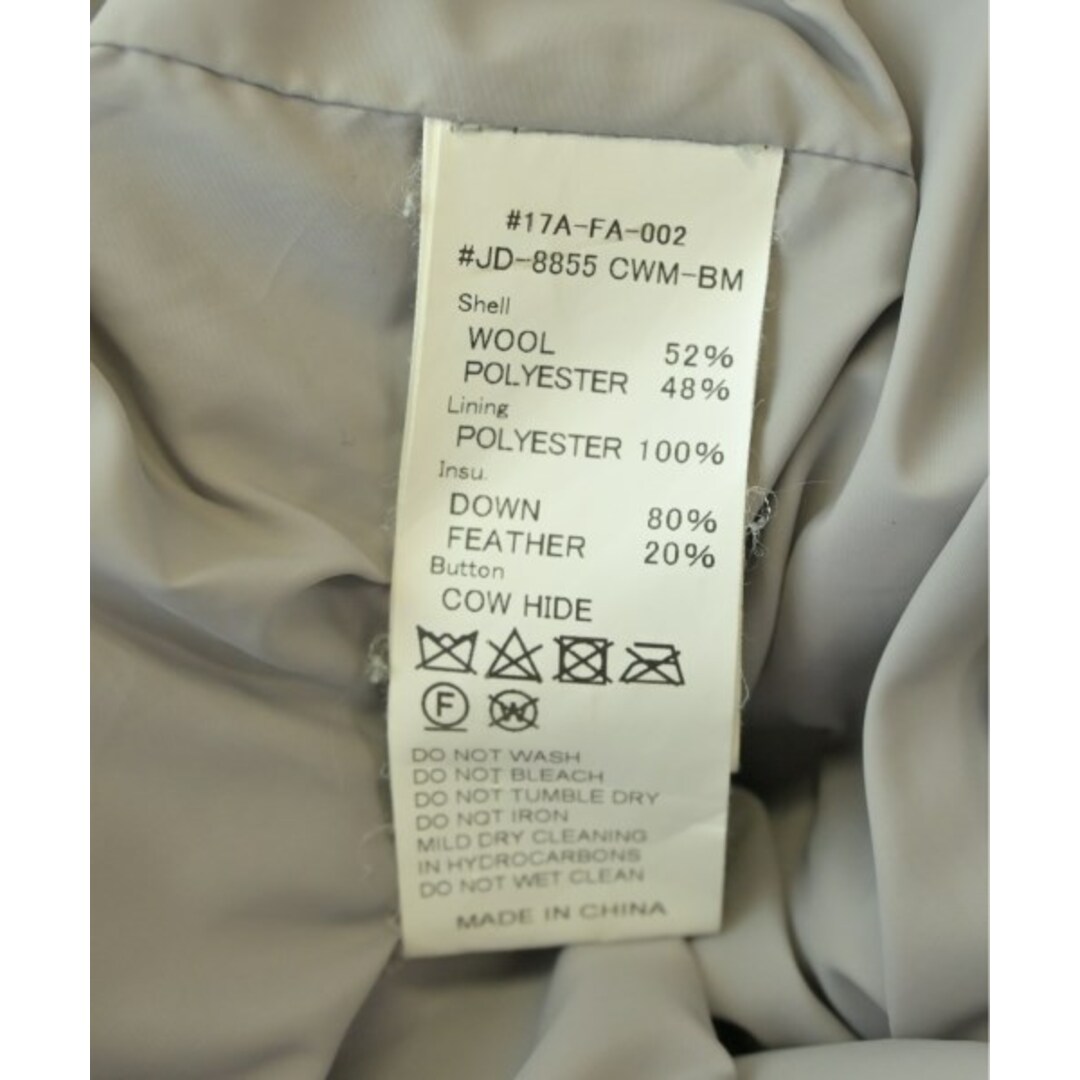 #17A-FA-002
#JD-8855 CWM-BM
Shell
WOOL 52%
POLYESTER 48%
Lining
POLYESTER 100%
Insu.
DOWN 80%
FEATHER 20%
Button
COW HIDE
F W
DO NOT WASH
DO NOT BLEACH
DO NOT TUMBLE DRY
DO NOT IRON
MILD DRY CLEANING
IN HYDROCARBONS
DO NOT WET CLEAN
MADE IN CHINA